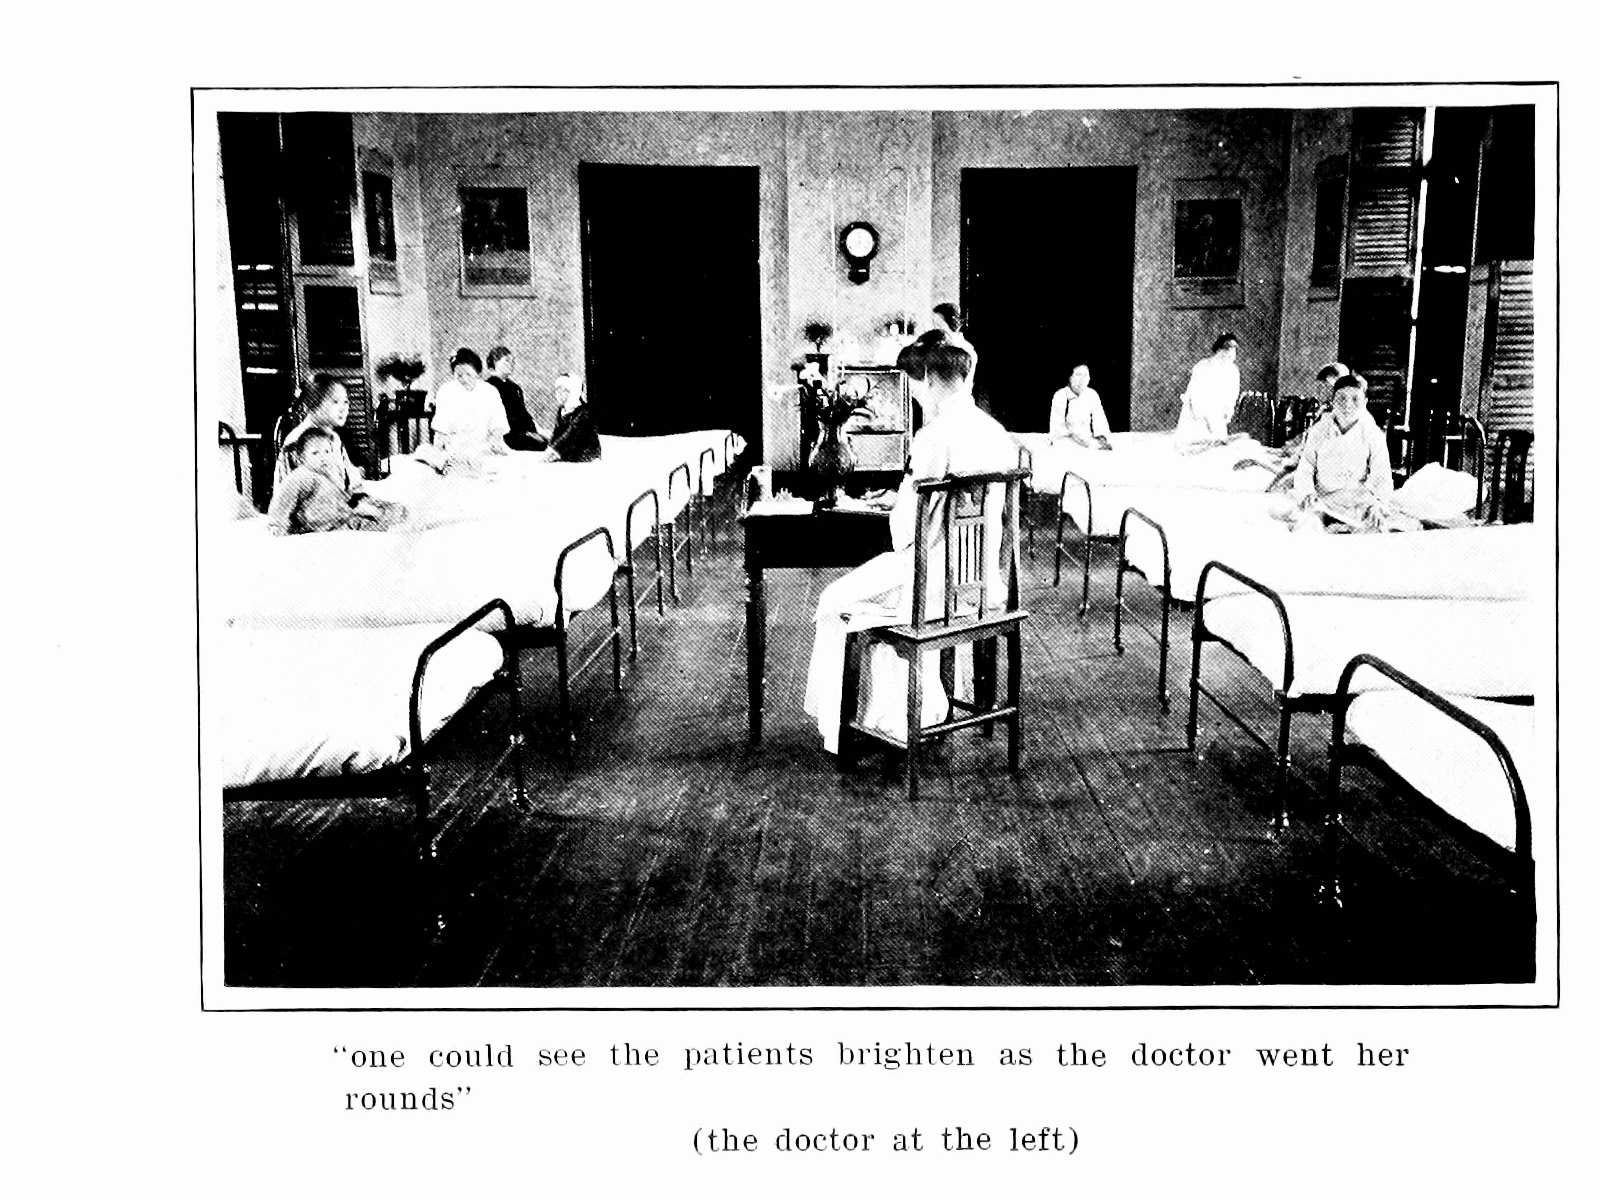 “one could see the patients brighten as the doctor went her
rounds”
(the doctor at the left)